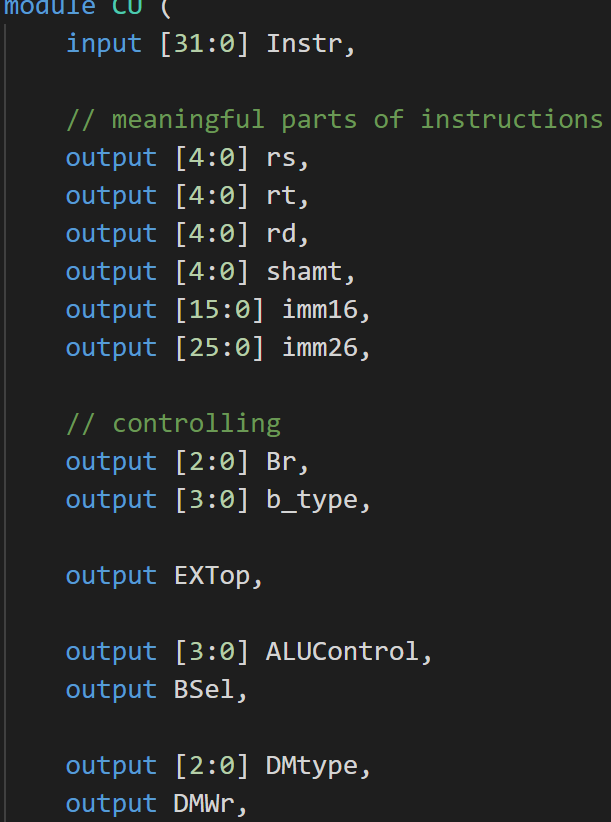 module CU (
input [31:0] Instr,
// meaningful parts of instructions
output [4:0] rs,
output [4:0] rt,
output [4:0] rd,
output [4:0] shamt,
output [15:0] imm16,
output [25:0] imm26,
// controlling
output [2:0] Br,
output [3:0] b_type,
output EXTop,
output [3:0] ALUControl,
output BSel,
output [2:0] DMtype,
output DMWr,